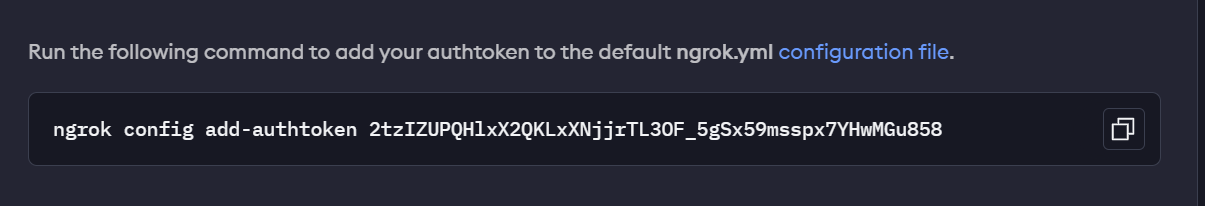 Run the following command to add your authtoken to the default ngrok.yml configuration file.
ngrok config add-authtoken 2tzIZUPQHlxX2QKLxXNjjrTL3OF_5gSx59msspx7YHwMGu858